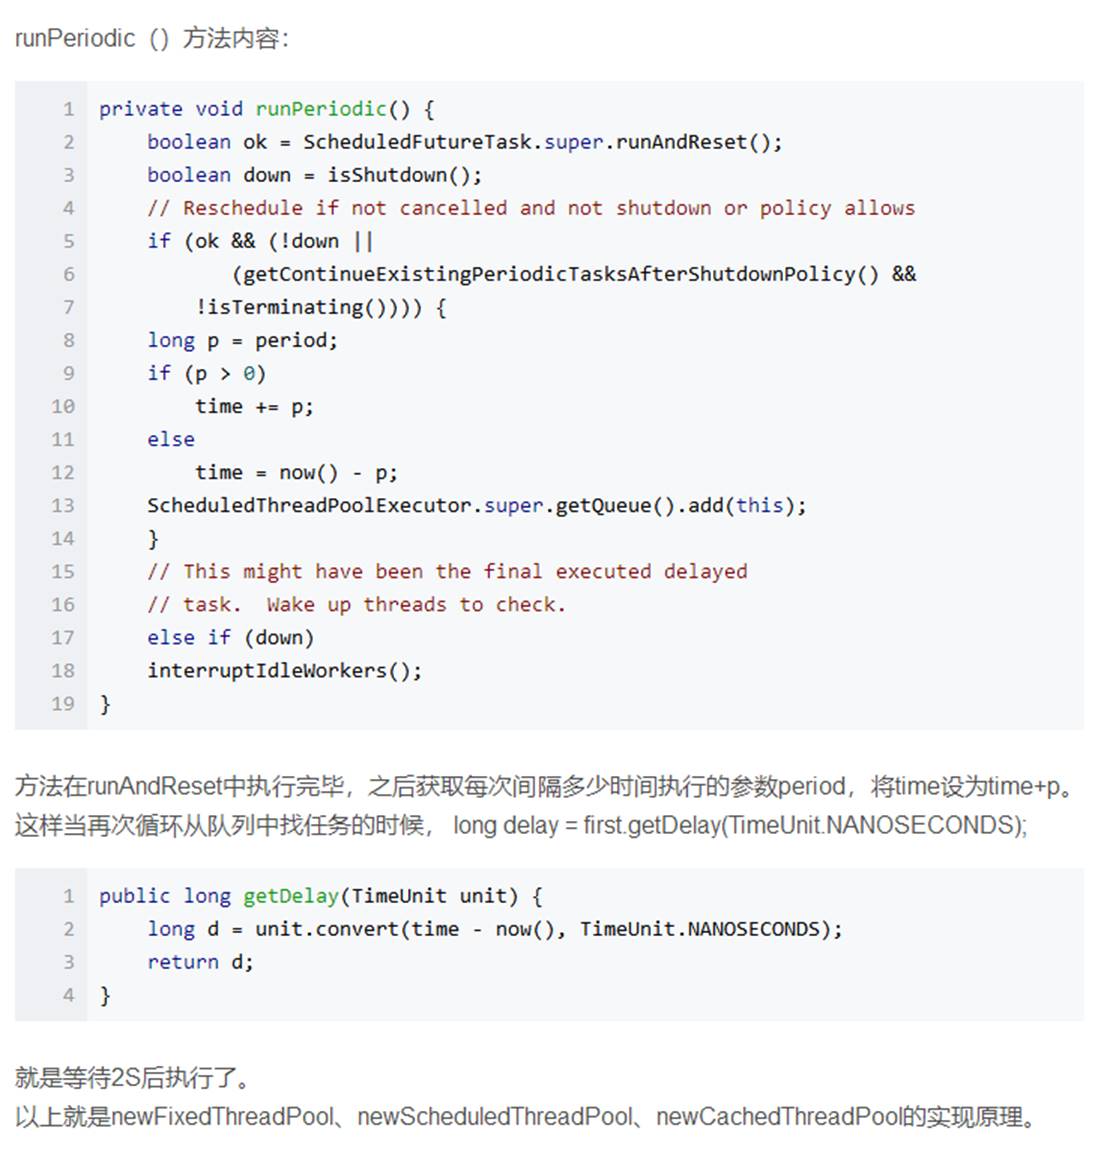 runPeriodic（）方法内容：
1 private void runPeriodic() {
2 boolean ok = ScheduledFutureTask.super.runAndReset();
3 boolean down = isShutdown();
4 // Reschedule if not cancelled and not shutdown or policy allows
5 if (ok && (!down ||
6 (getContinueExistingPeriodicTasksAfterShutdownPolicy() &&
7 !isTerminating()))) {
8 long p = period;
9 if (p > 0)
10 time += p;
11 else
12 time = now() - p;
13 ScheduledThreadPoolExecutor.super.getQueue().add(this);
14 }
15 // This might have been the final executed delayed
16 // task.  Wake up threads to check.
17 else if (down)
18 interruptIdleWorkers();
19 }
方法在runAndReset中执行完毕，之后获取每次间隔多少时间执行的参数period，将time设为time+p。
这样当再次循环从队列中找任务的时候， long delay = first.getDelay(TimeUnit.NANOSECONDS);
1 public long getDelay(TimeUnit unit) {
2 long d = unit.convert(time - now(), TimeUnit.NANOSECONDS);
3 return d;
4 }
就是等待2S后执行了。
以上就是newFixedThreadPool、newScheduledThreadPool、newCachedThreadPool的实现原理。